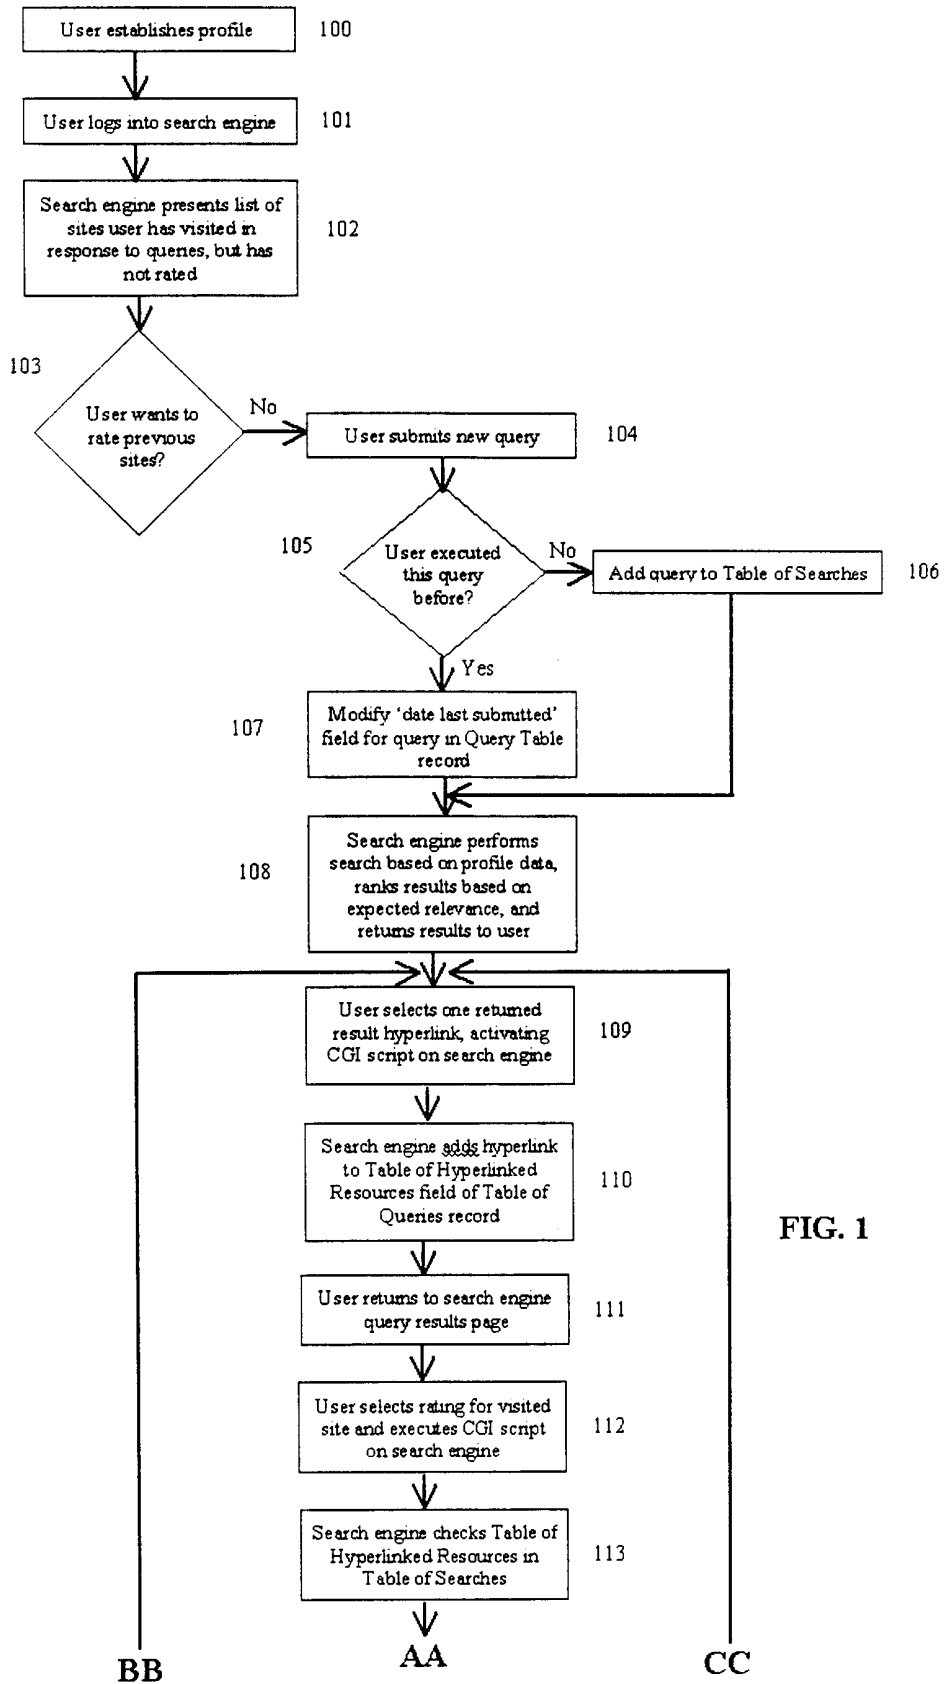 User establishes profile
100
User logs into search engine
101
Search engine presents list of
sites user has visited in
response to queries, but has
not rated
102
103
User wants to
rate previous
sites?
No
User submits new query
104
105
User executed
this query
before?
No
Add query to Table of Searches
106
Yes
107
Modify 'date last submitted'
field for query in Query Table
record
108
Search engine performs
search based on profile data,
ranks results based on
expected relevance, and
returns results to user
User selects one returned
result hyperlink, activating
CGI script on search engine
109
Search engine adds hyperlink
to Table of Hyperlinked
Resources field of Table of
Queries record
110
FIG. 1
User returns to search engine
query results page
111
User selects rating for visited
site and executes CGI script
on search engine
112
Search engine checks Table of
Hyperlinked Resources in
Table of Searches
113
BB
AA
CC